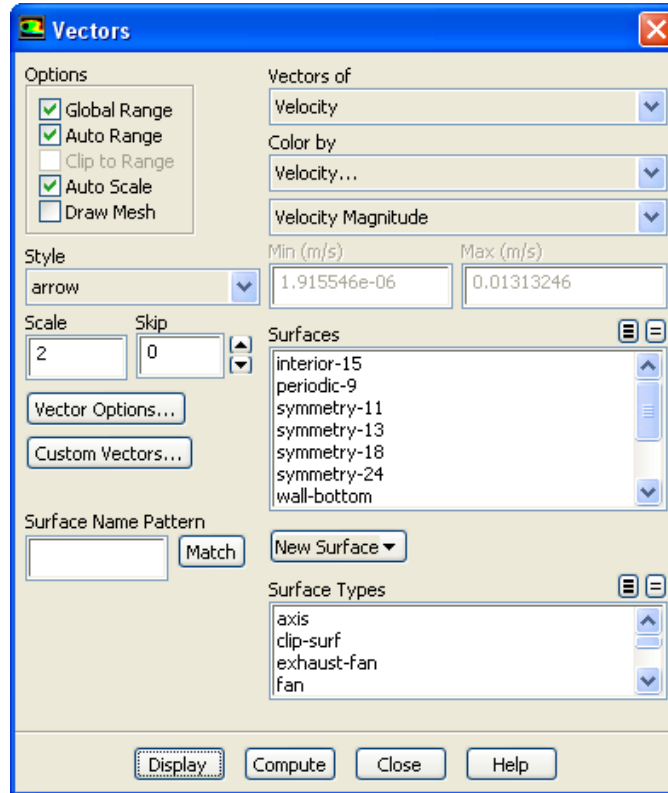 Vectors
Options
Global Range
Auto Range
Clip to Range
Auto Scale
Draw Mesh
Style
arrow
Scale
Skip
2
0
Vector Options...
Custom Vectors...
Surface Name Pattern
Match
Vectors of
Velocity
Color by
Velocity...
Velocity Magnitude
Min (m/s)
Max (m/s)
1.915546e-06
0.01313246
Surfaces
interior-15
periodic-9
symmetry-11
symmetry-13
symmetry-18
symmetry-24
wall-bottom
New Surface
Surface Types
axis
clip-surf
exhaust-fan
fan
Display
Compute
Close
Help